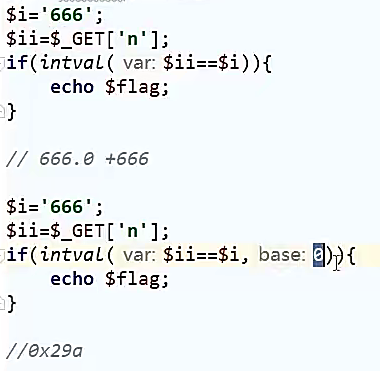 $i='666';
$ii=$_GET['n'];
if(intval( var: $ii==$i)){
echo $flag;
}
// 666.0 +666
$i='666';
$ii=$_GET['n'];
if(intval( var: $ii==$i, base: 0)){
echo $flag;
}
//0x29a